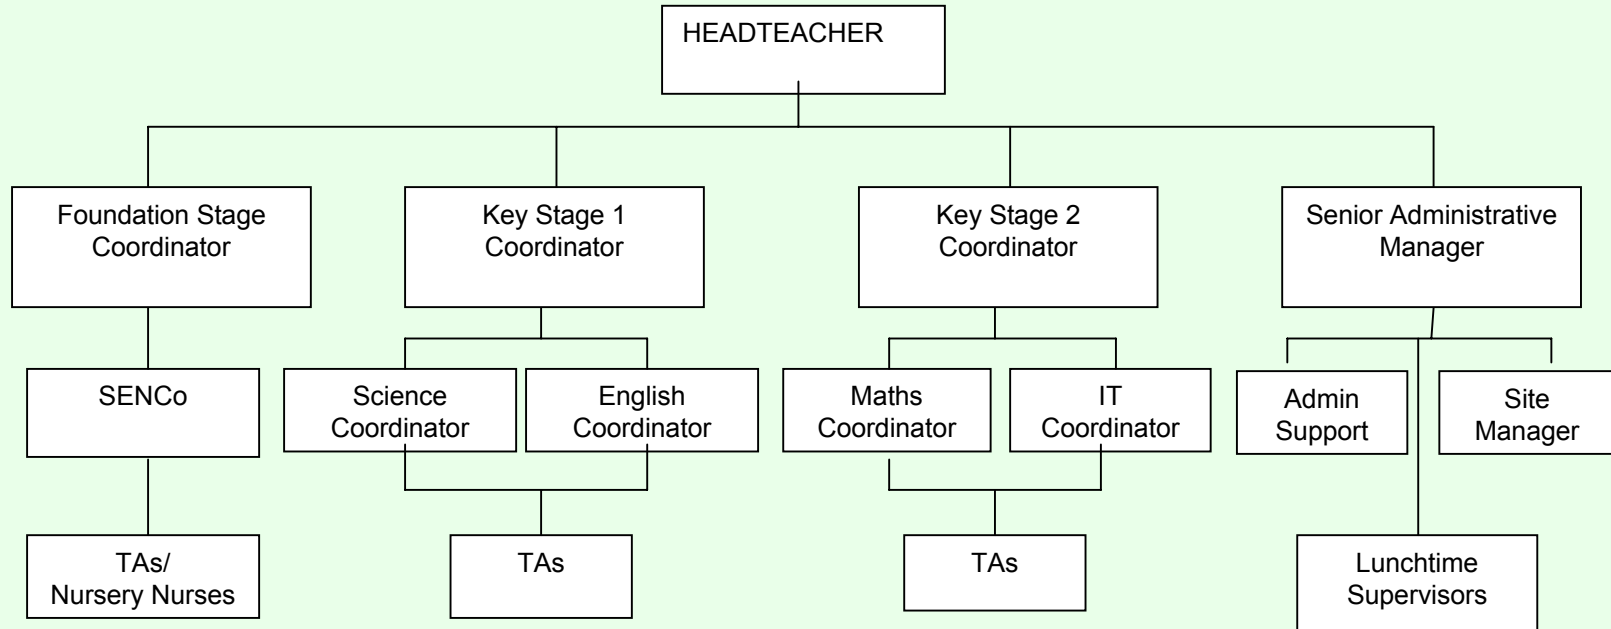 HEADTEACHER
Foundation Stage
Coordinator
Key Stage 1
Coordinator
Key Stage 2
Coordinator
Senior Administrative
Manager
SENCo
Science
Coordinator
English
Coordinator
Maths
Coordinator
IT
Coordinator
Admin
Support
Site
Manager
TAs/
Nursery Nurses
TAs
TAs
Lunchtime
Supervisors